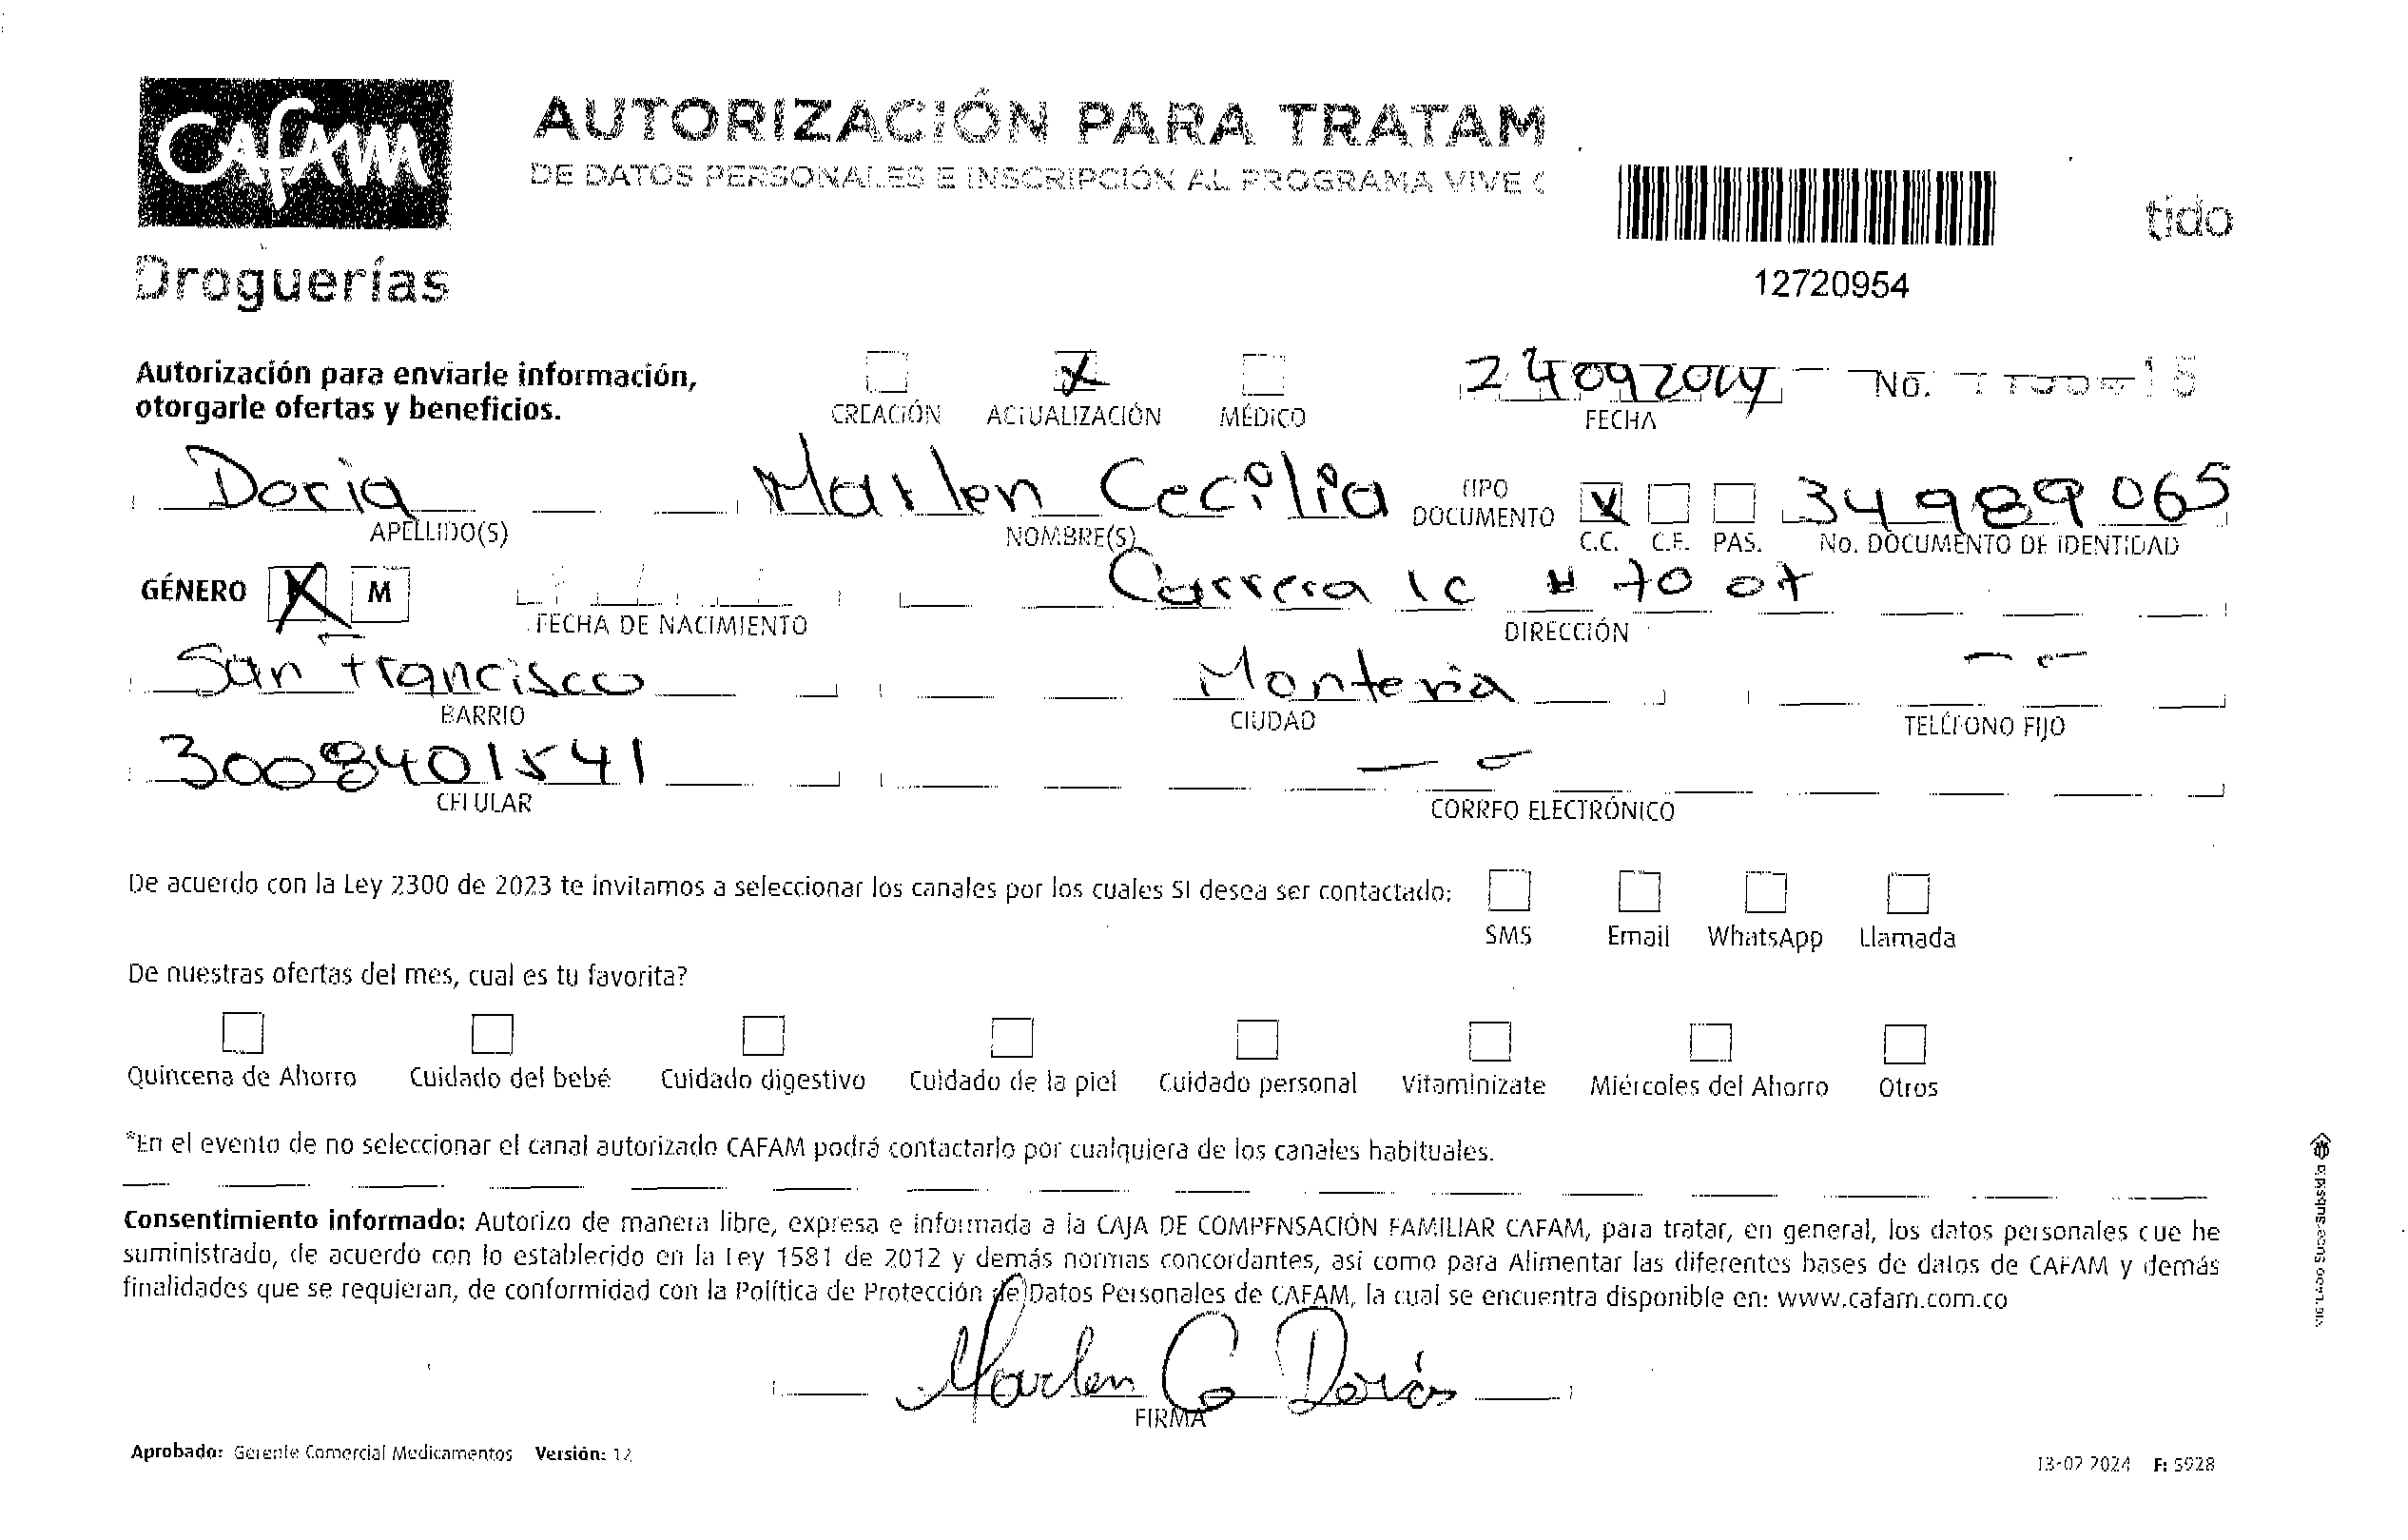 CAFAM
Droguerías
AUTORIZACIÓN PARA TRATAM
DE DATOS PERSONALES E INSCRIPCIÓN AL PROGRAMA VIVE C
tido
12720954
Autorización para enviarle información,
otorgarle ofertas y beneficios.
CREACIÓN X ACTUALIZACIÓN MÉDICO
24092024 FECHA No.
Doria Marlen Cecilia TIPO DOCUMENTO 34989065
APELLIDO(S) NOMBRE(S) C.C. C.E. PAS. No. DOCUMENTO DE IDENTIDAD
GÉNERO X M Carrera 1c # 70 07
FECHA DE NACIMIENTO DIRECCIÓN
San Francisco Monteria
BARRIO CIUDAD TELÉFONO FIJO
3008401541
CELULAR CORREO ELECTRÓNICO
De acuerdo con la Ley 2300 de 2023 te invitamos a seleccionar los canales por los cuales SI desea ser contactado:
SMS Email WhatsApp Llamada
De nuestras ofertas del mes, cual es tu favorita?
Quincena de Ahorro Cuidado del bebé Cuidado digestivo Cuidado de la piel Cuidado personal Vitaminizate Miércoles del Ahorro Otros
*En el evento de no seleccionar el canal autorizado CAFAM podrá contactarlo por cualquiera de los canales habituales.
Consentimiento informado: Autorizo de manera libre, expresa e informada a la CAJA DE COMPENSACIÓN FAMILIAR CAFAM, para tratar, en general, los datos personales que he
suministrado, de acuerdo con lo establecido en la Ley 1581 de 2012 y demás normas concordantes, así como para Alimentar las diferentes bases de datos de CAFAM y demás
finalidades que se requieran, de conformidad con la Política de Protección de Datos Personales de CAFAM, la cual se encuentra disponible en: www.cafam.com.co
Marlen C Doria
FIRMA
Aprobado: Gerente Comercial Medicamentos Versión: 12
13-02-2024 F: 5928